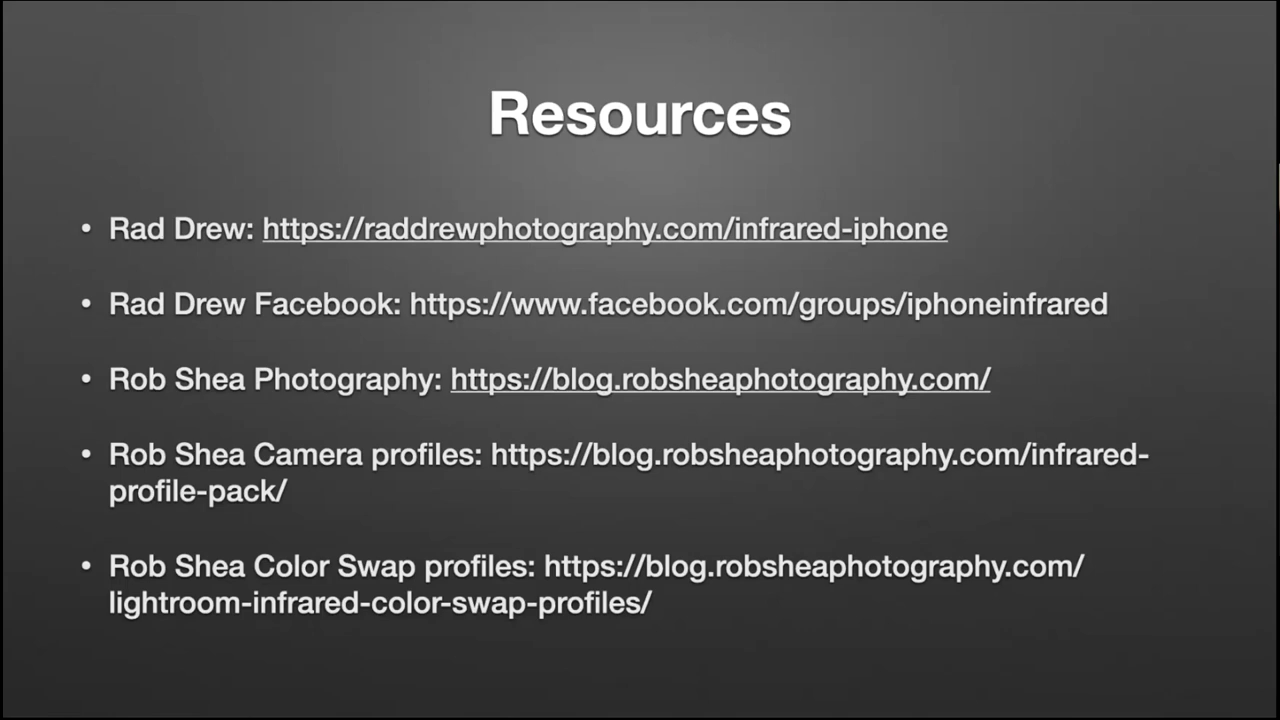 Resources
• Rad Drew: https://raddrewphotography.com/infrared-iphone
• Rad Drew Facebook: https://www.facebook.com/groups/iphoneinfrared
• Rob Shea Photography: https://blog.robsheaphotography.com/
• Rob Shea Camera profiles: https://blog.robsheaphotography.com/infrared-
profile-pack/
• Rob Shea Color Swap profiles: https://blog.robsheaphotography.com/
lightroom-infrared-color-swap-profiles/